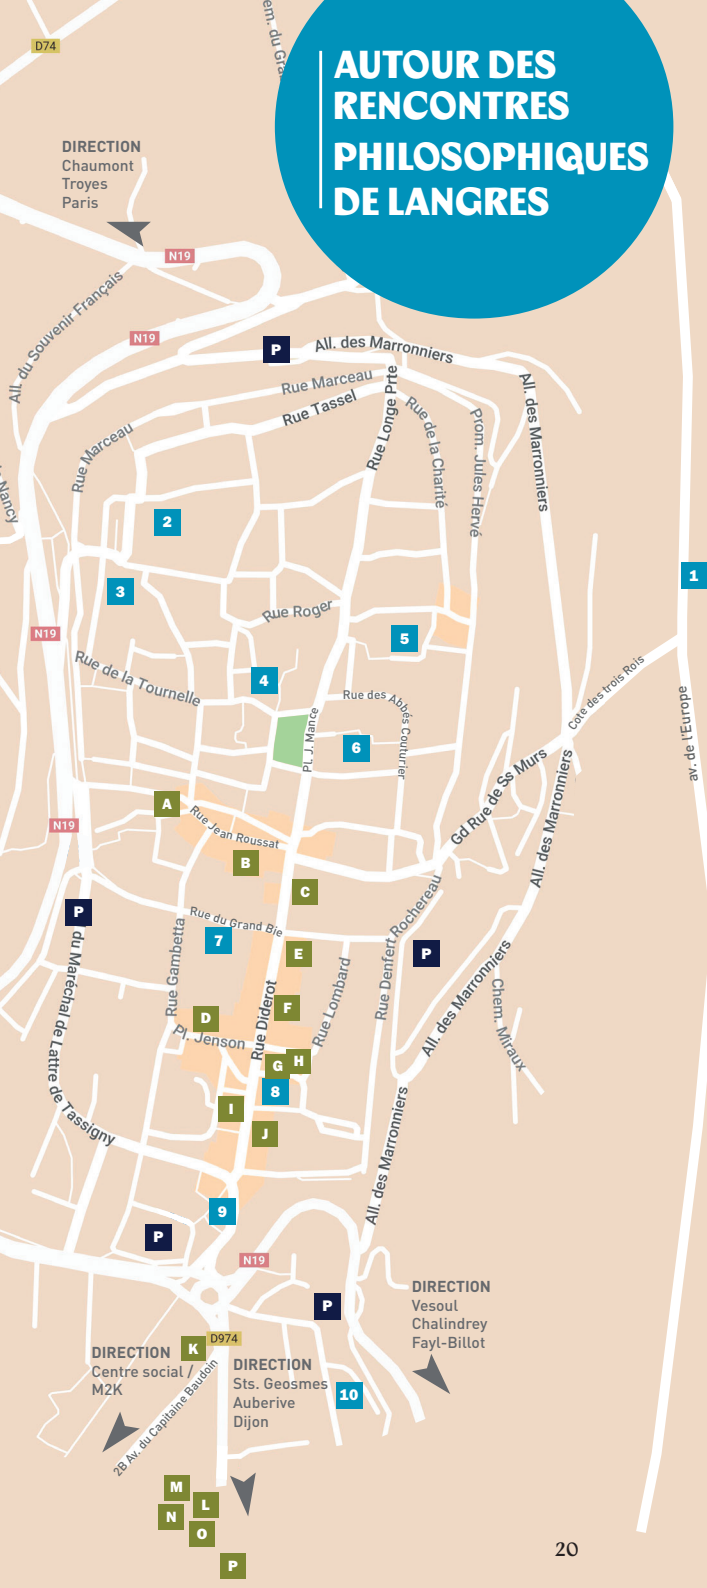 em. du Gra
D74
AUTOUR DES
RENCONTRES
PHILOSOPHIQUES
DE LANGRES
DIRECTION
Chaumont
Troyes
Paris
N19
All. du Souvenir Français
N19
P
All. des Marronniers
Rue Marceau
Rue Tassel
Rue Longe Prte
Rue de la Charité
Prom. Jules Hervé
All. des Marronniers
Rue Marceau
Nancy
2
1
3
Rue Roger
N19
5
Rue de la Tournelle
4
Rue des Abbés Couturier
Cote des trois Rois
av. de l'Europe
Pl. J. Mance
6
Gd Rue de Ss Murs
All. des Marronniers
A
Rue Jean Roussat
N19
B
C
P
Rue du Grand Bie
7
Rue Gambetta
E
Rue Denfert Rochereau
P
du Maréchal de Lattre de Tassigny
Rue Diderot
Rue Lombard
All. des Marronniers
Chem. Miraux
D
F
Pl. Jenson
G
H
8
I
J
All. des Marronniers
9
P
N19
P
DIRECTION
Vesoul
Chalindrey
Fayl-Billot
K
D974
DIRECTION
Centre social /
M2K
DIRECTION
Sts. Geosmes
Auberive
Dijon
10
2B Av. du Capitaine Baudoin
M
L
N
O
P
20